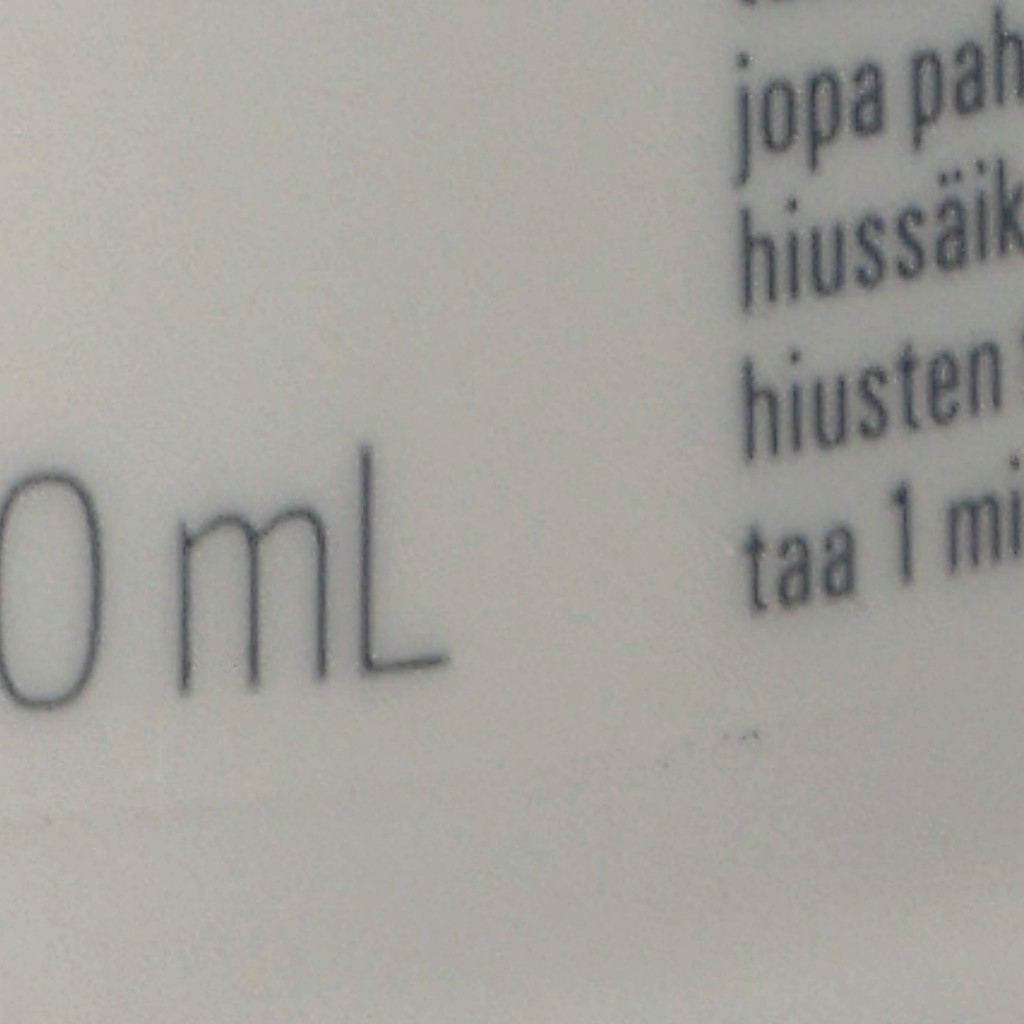 jopa pah
hiussäik
hiusten
taa 1 mi
0 mL